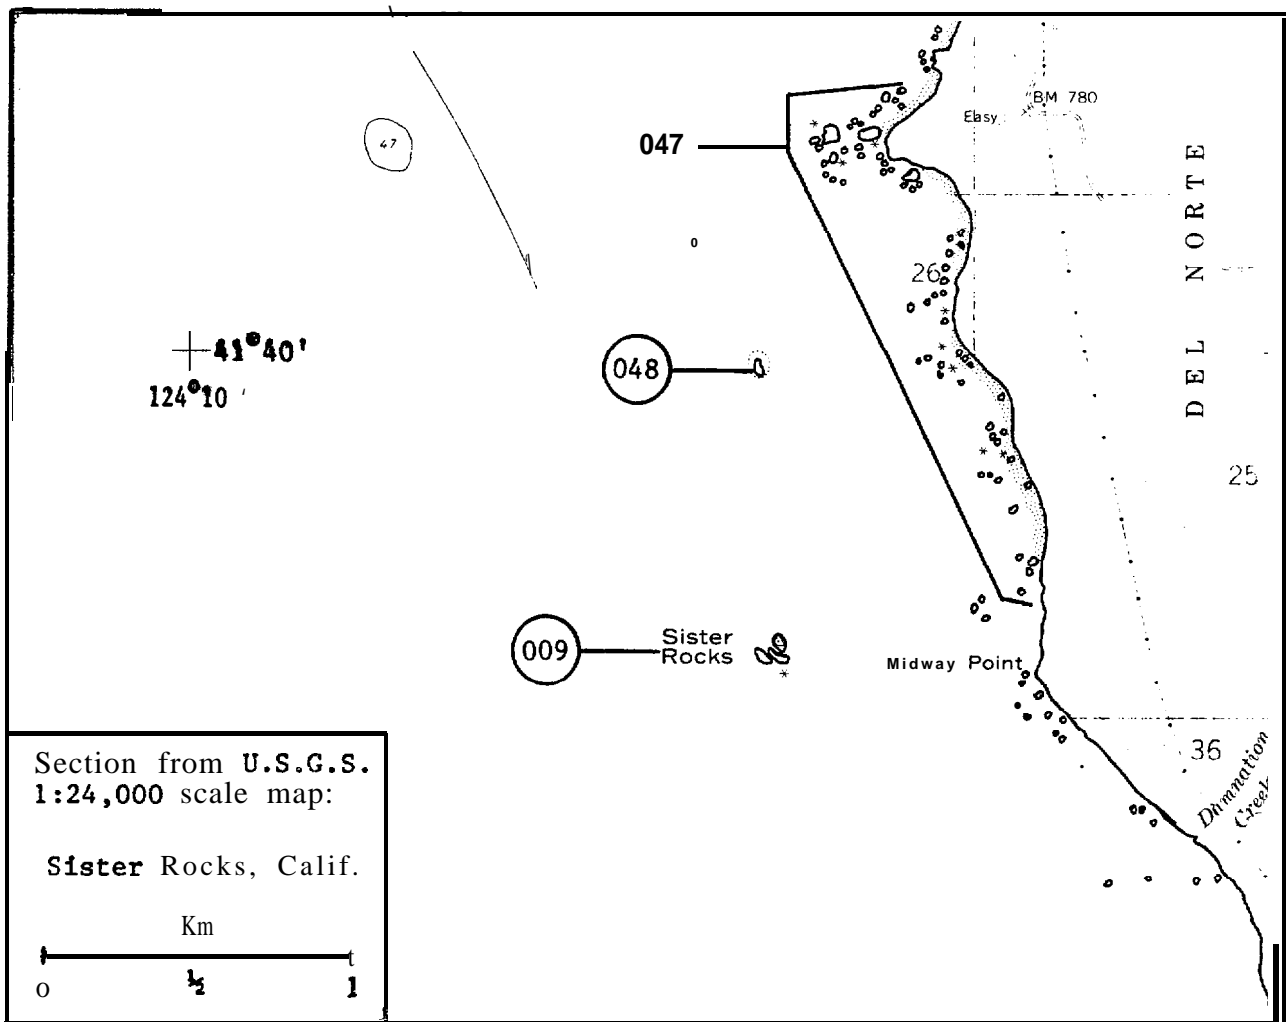 BM 780
Easy
47
047
DEL NORTE
0
26
41°40'
124°10'
048
25
009
Sister
Rocks
Midway Point
36
Damnation
Creek
Section from U.S.G.S.
1:24,000 scale map:
Sister Rocks, Calif.
Km
0 ½ 1